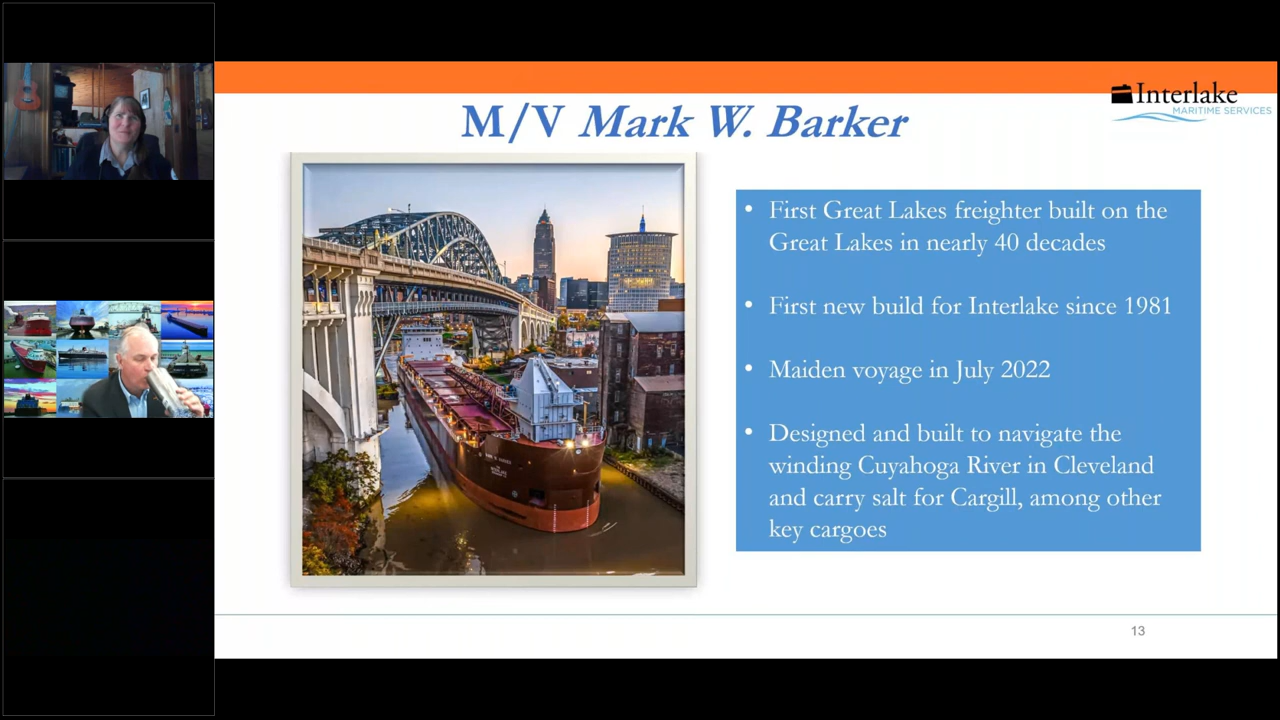 M/V Mark W. Barker
Interlake
MARITIME SERVICES
• First Great Lakes freighter built on the
Great Lakes in nearly 40 decades
• First new build for Interlake since 1981
• Maiden voyage in July 2022
• Designed and built to navigate the
winding Cuyahoga River in Cleveland
and carry salt for Cargill, among other
key cargoes
13